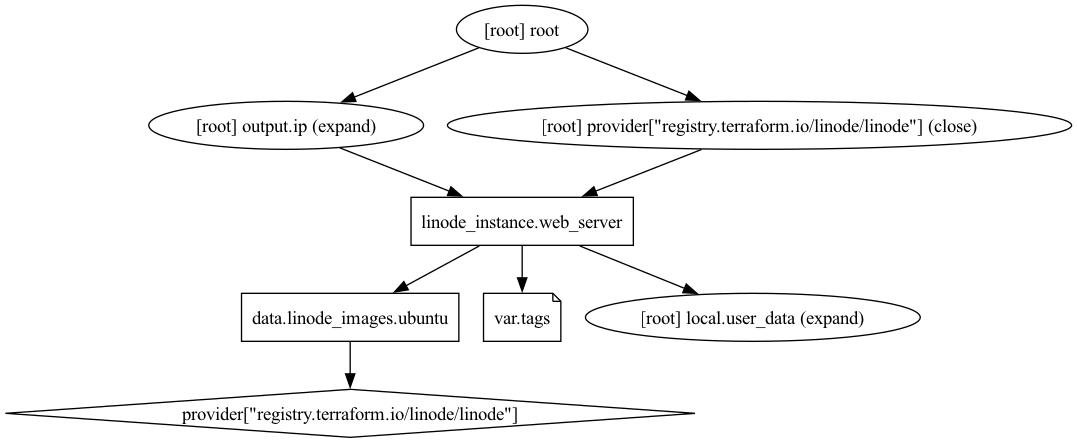 [root] root
[root] output.ip (expand)
[root] provider["registry.terraform.io/linode/linode"] (close)
linode_instance.web_server
data.linode_images.ubuntu
var.tags
[root] local.user_data (expand)
provider["registry.terraform.io/linode/linode"]